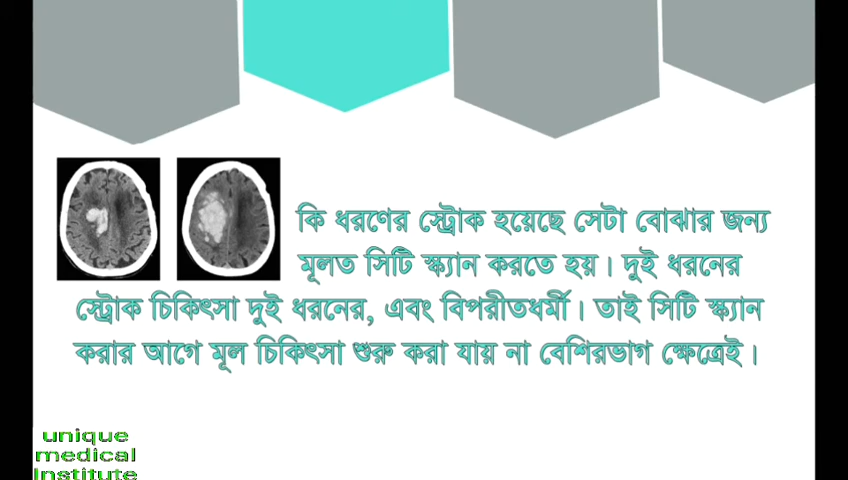 কি ধরণের স্ট্রোক হয়েছে সেটা বোঝার জন্য
মূলত সিটি স্ক্যান করতে হয়। দুই ধরনের
স্ট্রোক চিকিৎসা দুই ধরনের, এবং বিপরীতধর্মী। তাই সিটি স্ক্যান
করার আগে মূল চিকিৎসা শুরু করা যায় না বেশিরভাগ ক্ষেত্রেই।
unique
medical
Institute